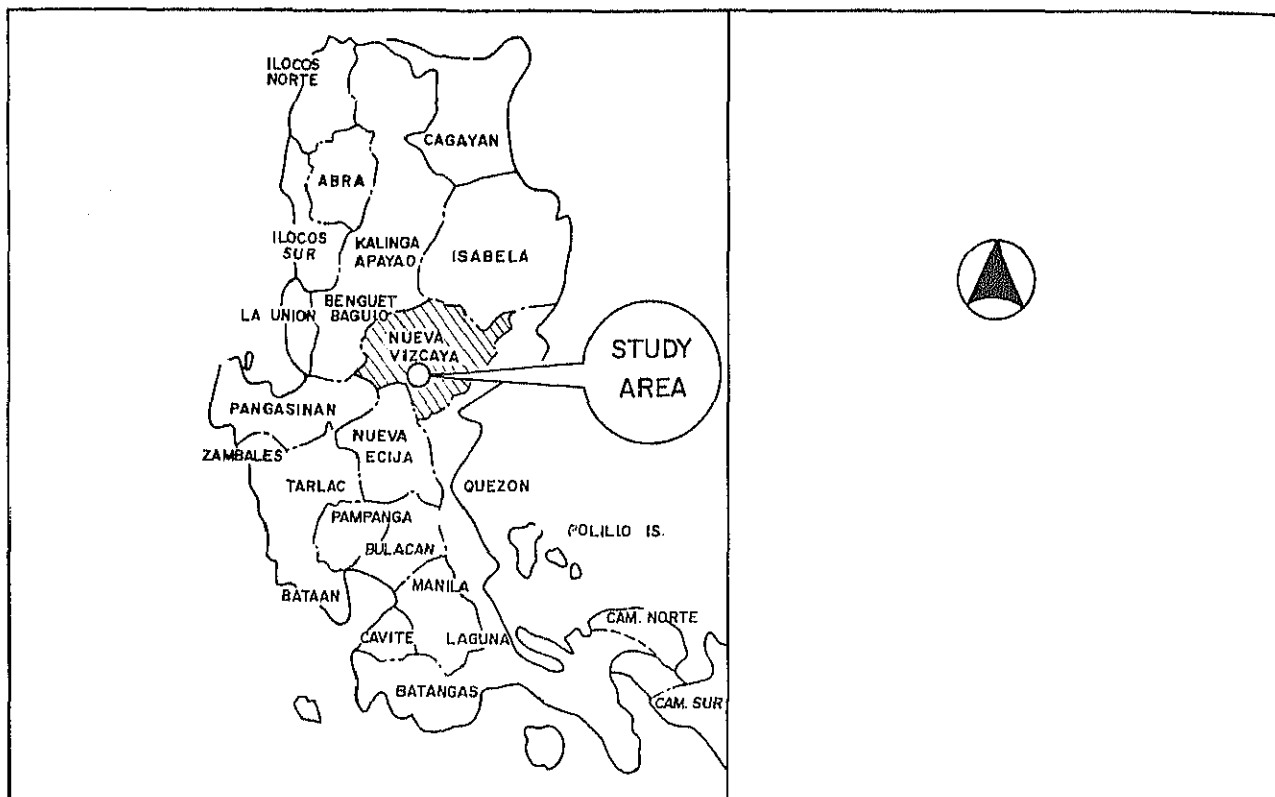 ILOCOS
NORTE
CAGAYAN
ABRA
ILOCOS
SUR
KALINGA
APAYAO
ISABELA
LA UNION
BENGUET
BAGUIO
NUEVA
VIZCAYA
STUDY
AREA
PANGASINAN
NUEVA
ECIJA
ZAMBALES
TARLAC
QUEZON
PAMPANGA
POLILIO IS.
BULACAN
BATAAN
MANILA
CAM. NORTE
CAVITE
LAGUNA
BATANGAS
CAM. SUR